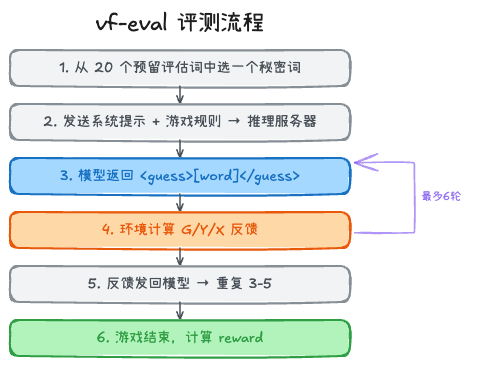 vf-eval 评测流程
1. 从 20 个预留评估词中选一个秘密词
2. 发送系统提示 + 游戏规则 → 推理服务器
3. 模型返回 <guess>[word]</guess>
最多6轮
4. 环境计算 G/Y/X 反馈
5. 反馈发回模型 → 重复 3-5
6. 游戏结束，计算 reward